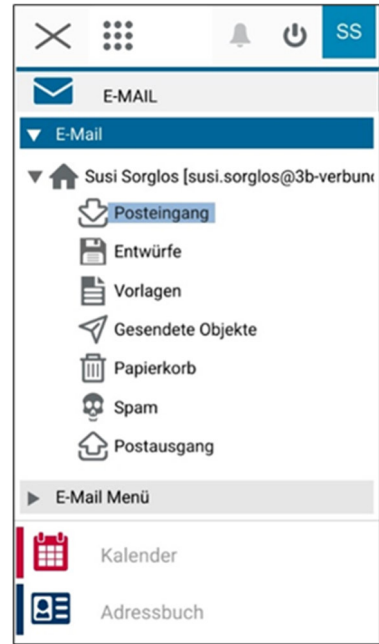 SS
E-MAIL
E-Mail
Susi Sorglos [susi.sorglos@3b-verbun
Posteingang
Entwürfe
Vorlagen
Gesendete Objekte
Papierkorb
Spam
Postausgang
E-Mail Menü
Kalender
Adressbuch